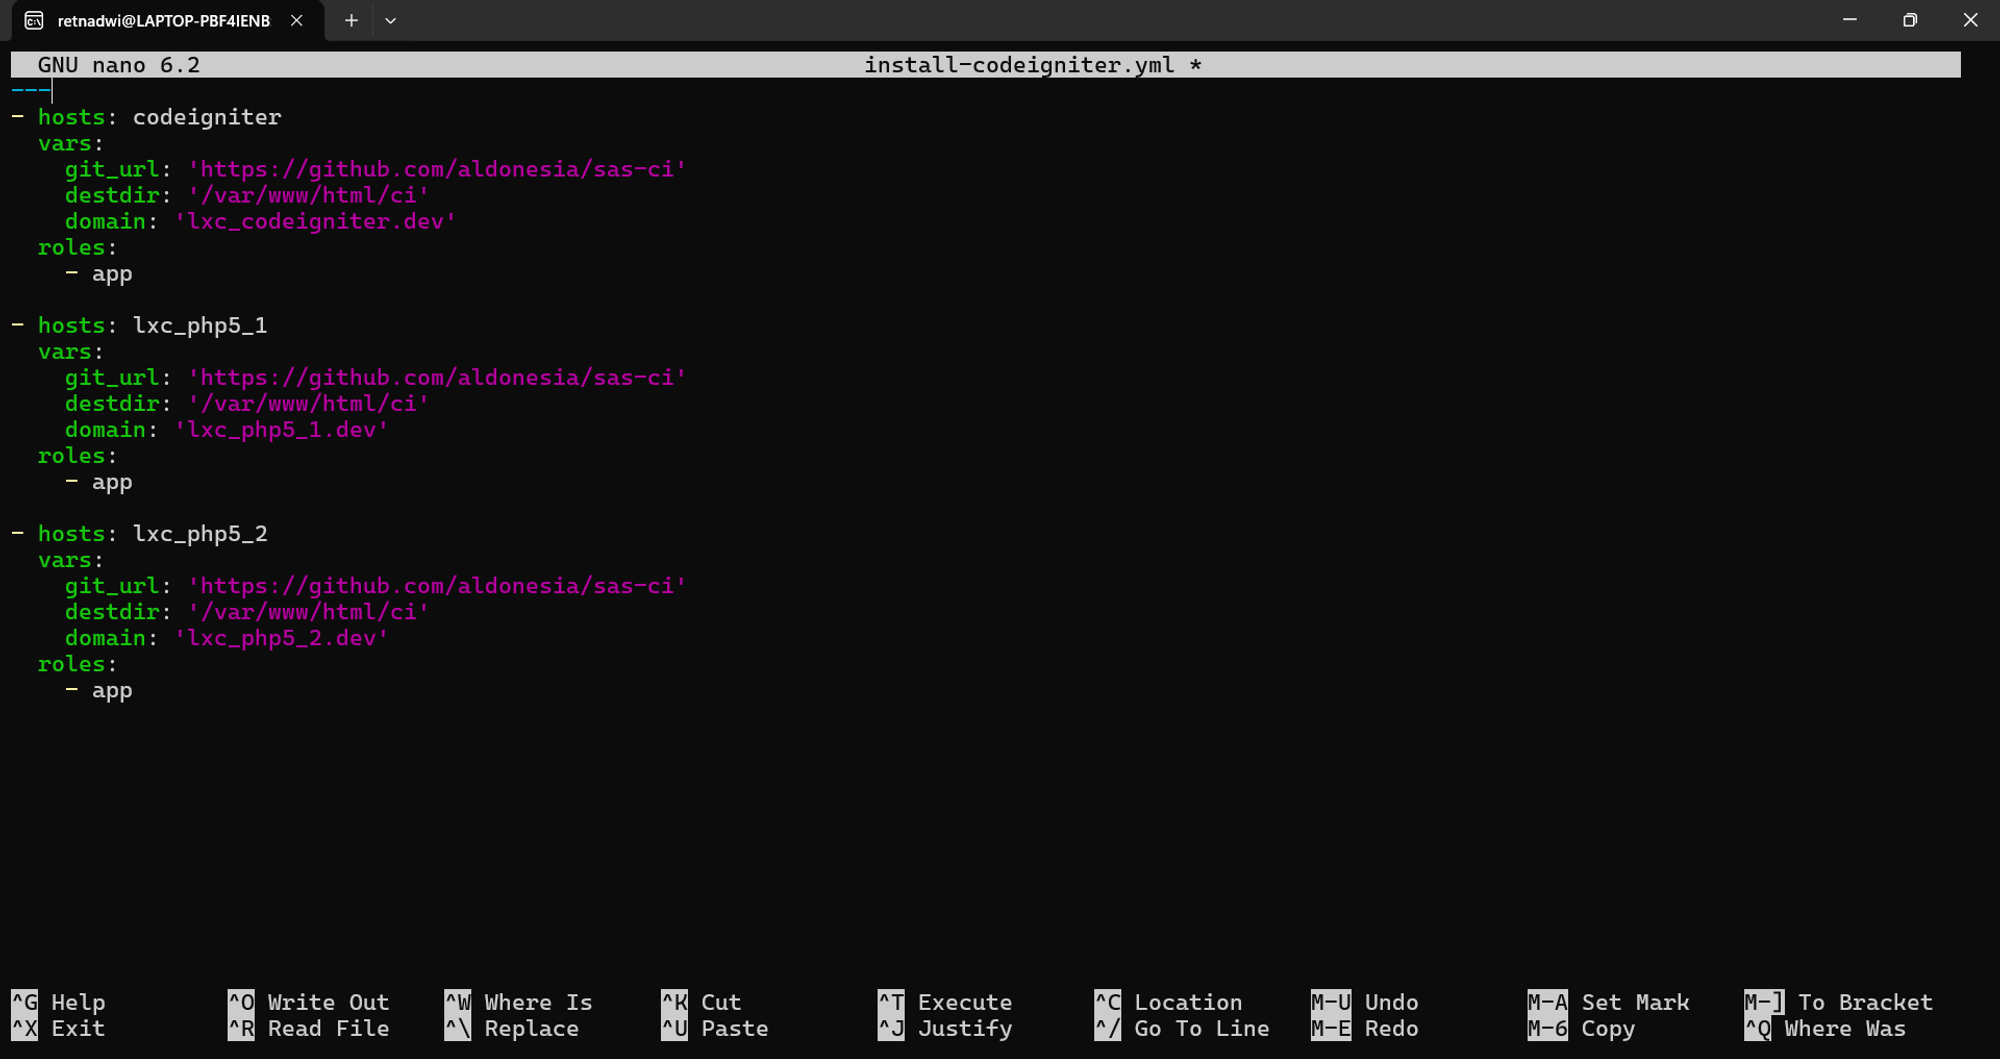 retnadwi@LAPTOP-PBF4IENB
GNU nano 6.2 install-codeigniter.yml *
---
- hosts: codeigniter
  vars:
    git_url: 'https://github.com/aldonesia/sas-ci'
    destdir: '/var/www/html/ci'
    domain: 'lxc_codeigniter.dev'
  roles:
    - app

- hosts: lxc_php5_1
  vars:
    git_url: 'https://github.com/aldonesia/sas-ci'
    destdir: '/var/www/html/ci'
    domain: 'lxc_php5_1.dev'
  roles:
    - app

- hosts: lxc_php5_2
  vars:
    git_url: 'https://github.com/aldonesia/sas-ci'
    destdir: '/var/www/html/ci'
    domain: 'lxc_php5_2.dev'
  roles:
    - app

^G Help ^O Write Out ^W Where Is ^K Cut ^T Execute ^C Location M-U Undo M-A Set Mark M-] To Bracket
^X Exit ^R Read File ^\ Replace ^U Paste ^J Justify ^/ Go To Line M-E Redo M-6 Copy ^Q Where Was